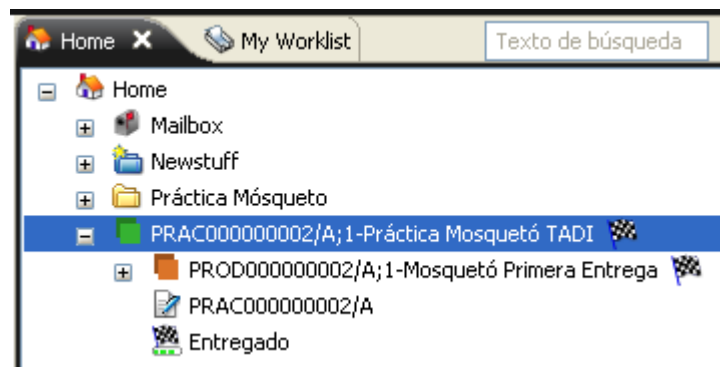 Home My Worklist Texto de búsqueda
Home
Mailbox
Newstuff
Práctica Mósqueto
PRAC000000002/A;1-Práctica Mosquetó TADI
PROD000000002/A;1-Mosquetó Primera Entrega
PRAC000000002/A
Entregado